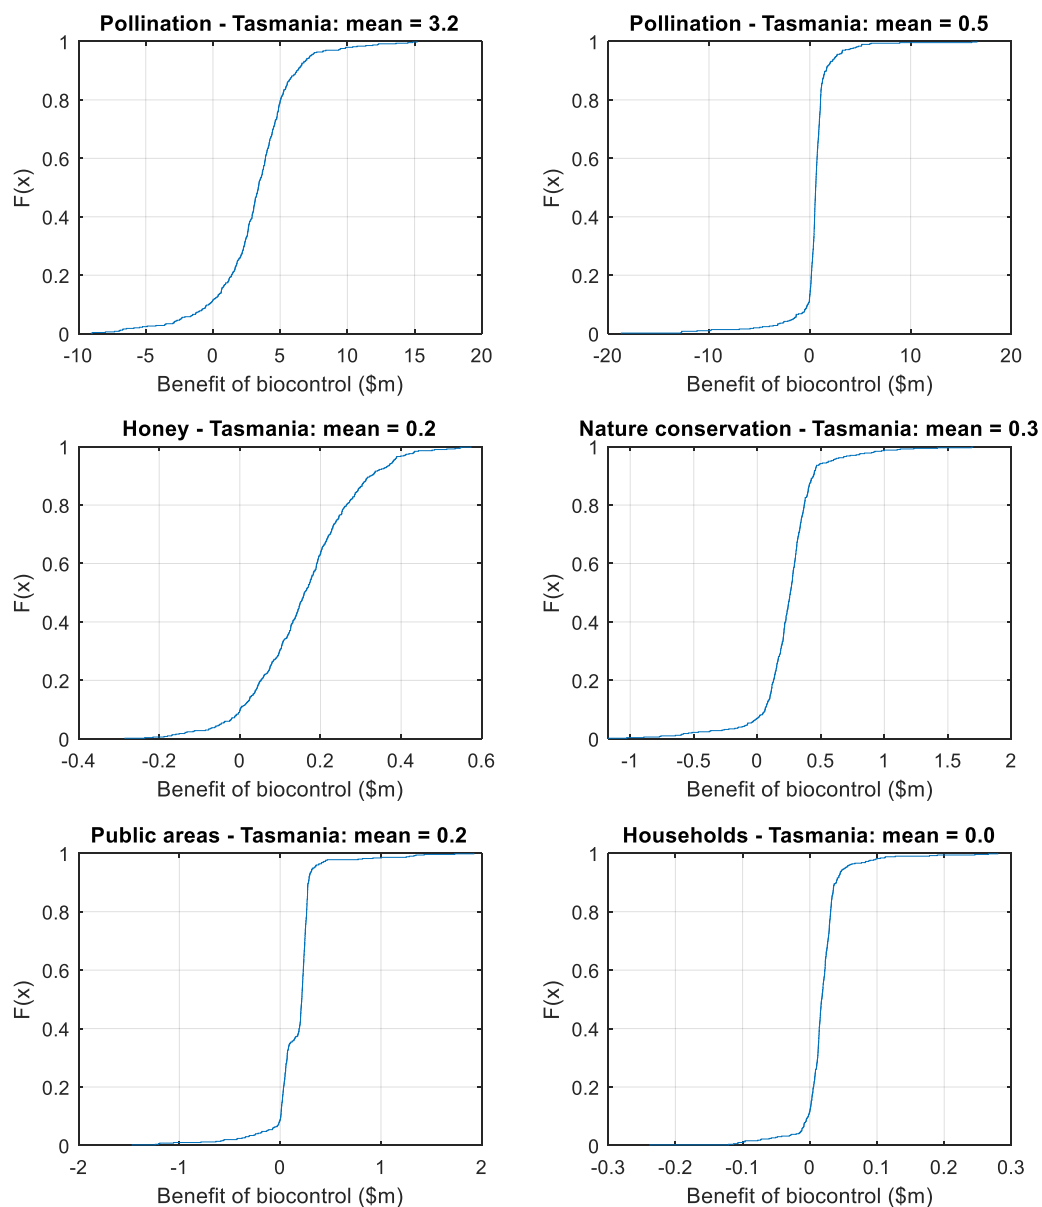 Pollination - Tasmania: mean = 3.2
1
0.8
0.6
0.4
0.2
0
F(x)
-10 -5 0 5 10 15 20
Benefit of biocontrol ($m)
Pollination - Tasmania: mean = 0.5
1
0.8
0.6
0.4
0.2
0
F(x)
-20 -10 0 10 20
Benefit of biocontrol ($m)
Honey - Tasmania: mean = 0.2
1
0.8
0.6
0.4
0.2
0
F(x)
-0.4 -0.2 0 0.2 0.4 0.6
Benefit of biocontrol ($m)
Nature conservation - Tasmania: mean = 0.3
1
0.8
0.6
0.4
0.2
0
F(x)
-1 -0.5 0 0.5 1 1.5 2
Benefit of biocontrol ($m)
Public areas - Tasmania: mean = 0.2
1
0.8
0.6
0.4
0.2
0
F(x)
-2 -1 0 1 2
Benefit of biocontrol ($m)
Households - Tasmania: mean = 0.0
1
0.8
0.6
0.4
0.2
0
F(x)
-0.3 -0.2 -0.1 0 0.1 0.2 0.3
Benefit of biocontrol ($m)